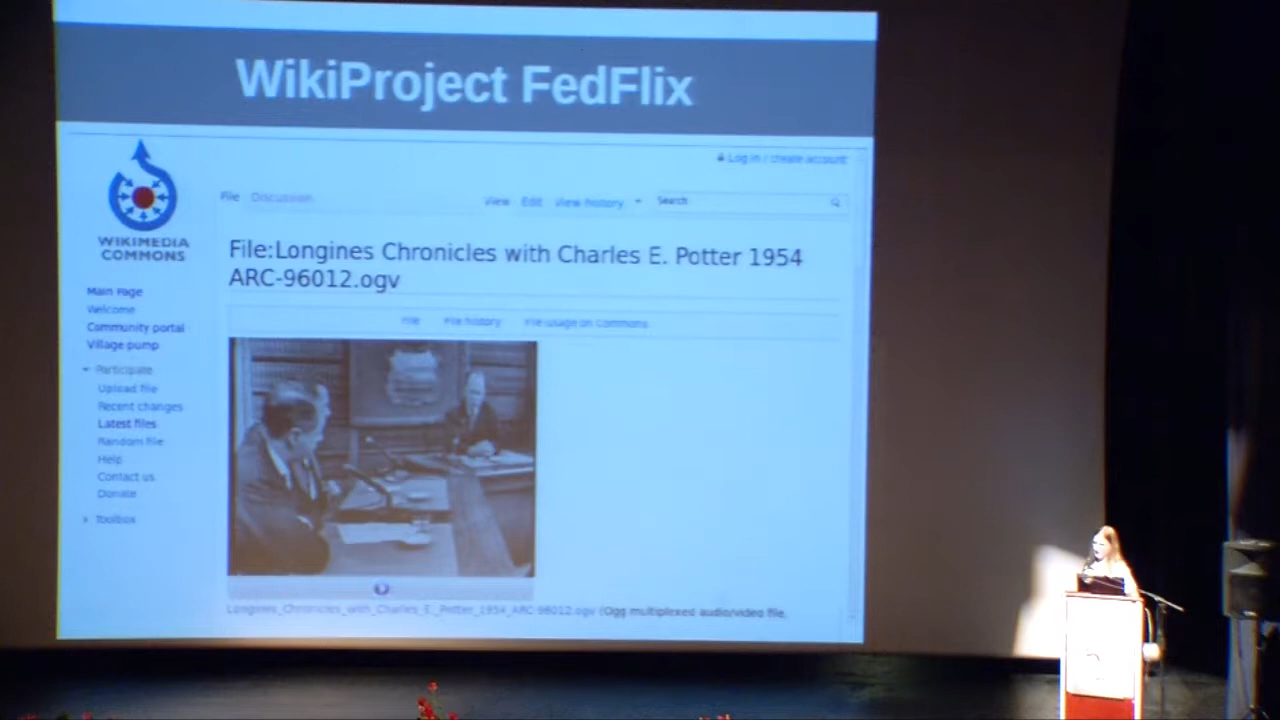 WikiProject FedFlix
Log in / create account
File Discussion View Edit View history Search
WIKIMEDIA
COMMONS
File:Longines Chronicles with Charles E. Potter 1954
ARC-96012.ogv
File File history File usage on Commons
Main Page
Welcome
Community portal
Village pump
Participate
Upload file
Recent changes
Latest files
Random file
Help
Contact us
Donate
Toolbox
Longines_Chronicles_with_Charles_E._Potter_1954_ARC-96012.ogv (Ogg multiplexed audio/video file,